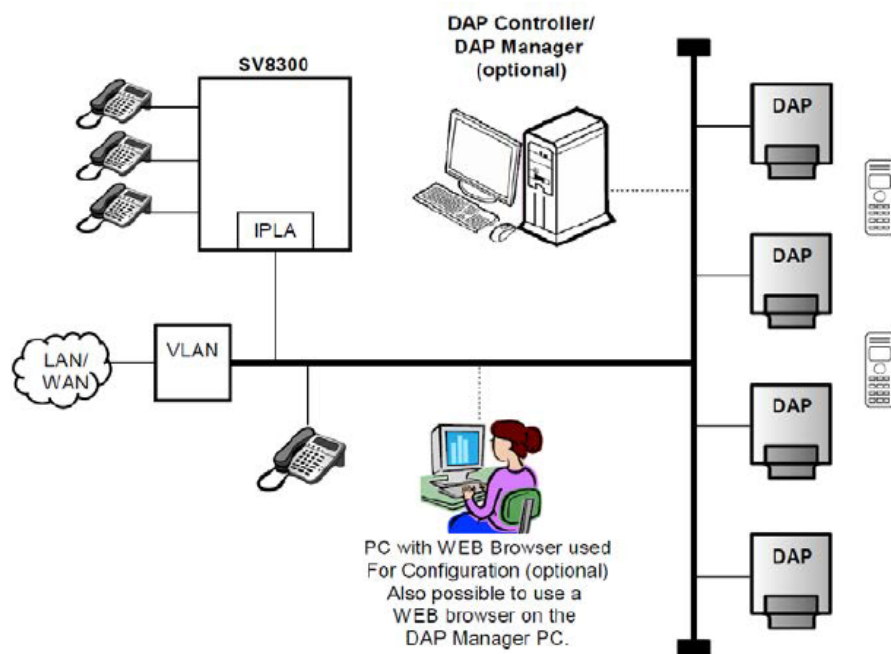 DAP Controller/
DAP Manager
(optional)
SV8300
IPLA
DAP
DAP
LAN/
WAN
VLAN
DAP
DAP
PC with WEB Browser used
For Configuration (optional)
Also possible to use a
WEB browser on the
DAP Manager PC.